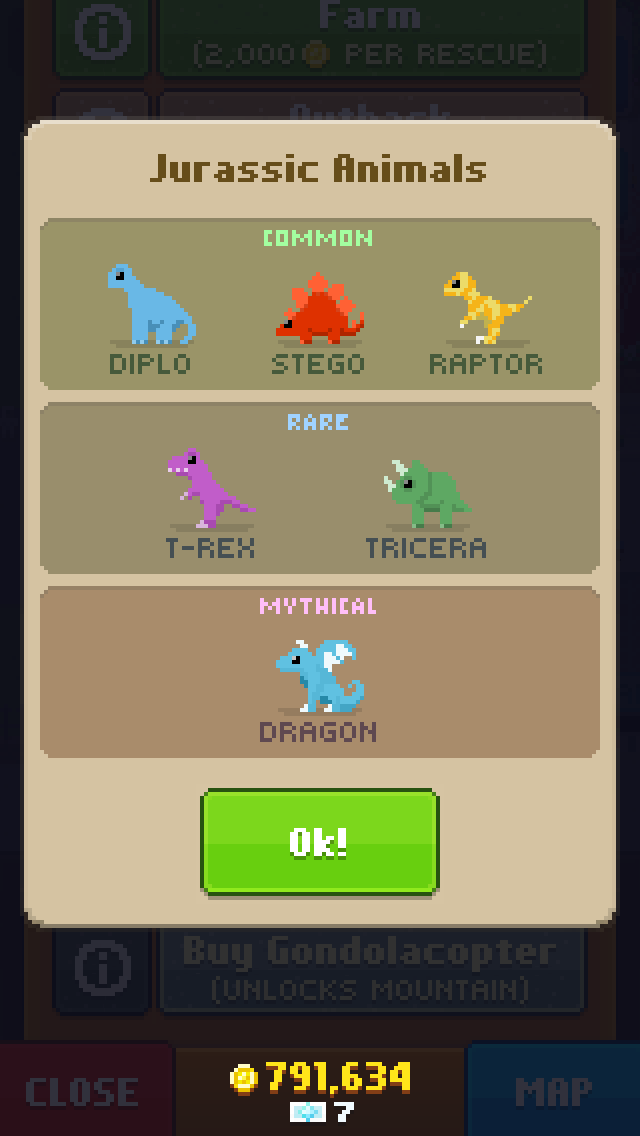 Farm
(2,000 PER RESCUE)
Outback
Jurassic Animals
COMMON
DIPLO
STEGO
RAPTOR
RARE
T-REX
TRICERA
MYTHICAL
DRAGON
Ok!
Buy Gondolacopter
(UNLOCKS MOUNTAIN)
CLOSE
791,634
7
MAP